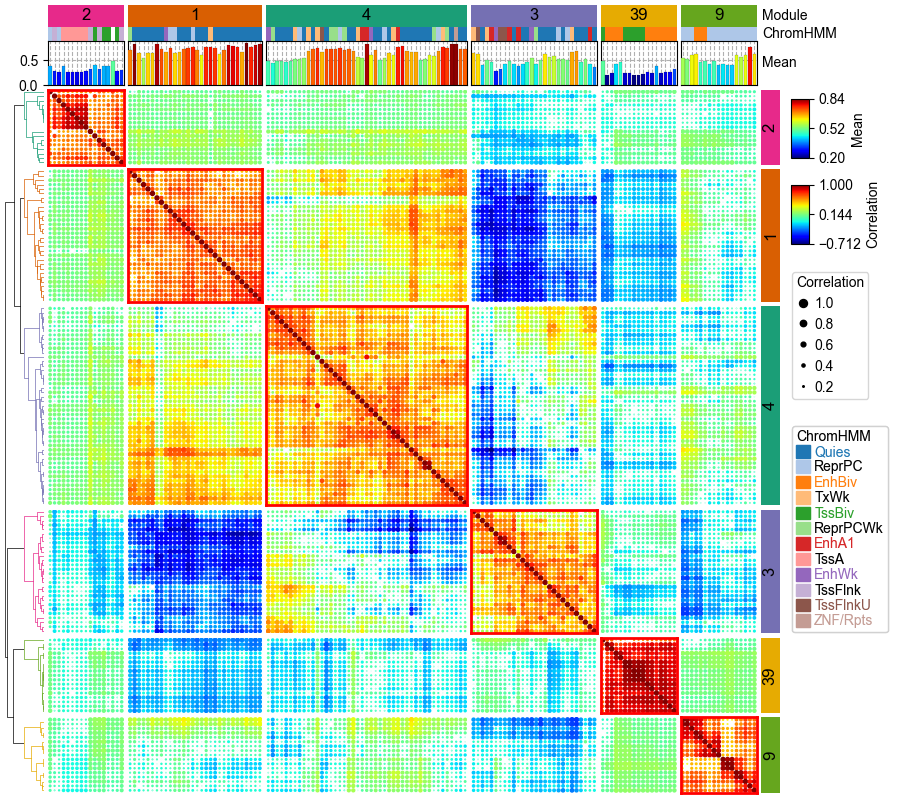 2 1 4 3 39 9 Module
ChromHMM
0.5
0.0
Mean
2
1
4
3
39
9
0.84
0.52
0.20
Mean
1.000
0.144
−0.712
Correlation
Correlation
1.0
0.8
0.6
0.4
0.2
ChromHMM
Quies
ReprPC
EnhBiv
TxWk
TssBiv
ReprPCWk
EnhA1
TssA
EnhWk
TssFlnk
TssFlnkU
ZNF/Rpts